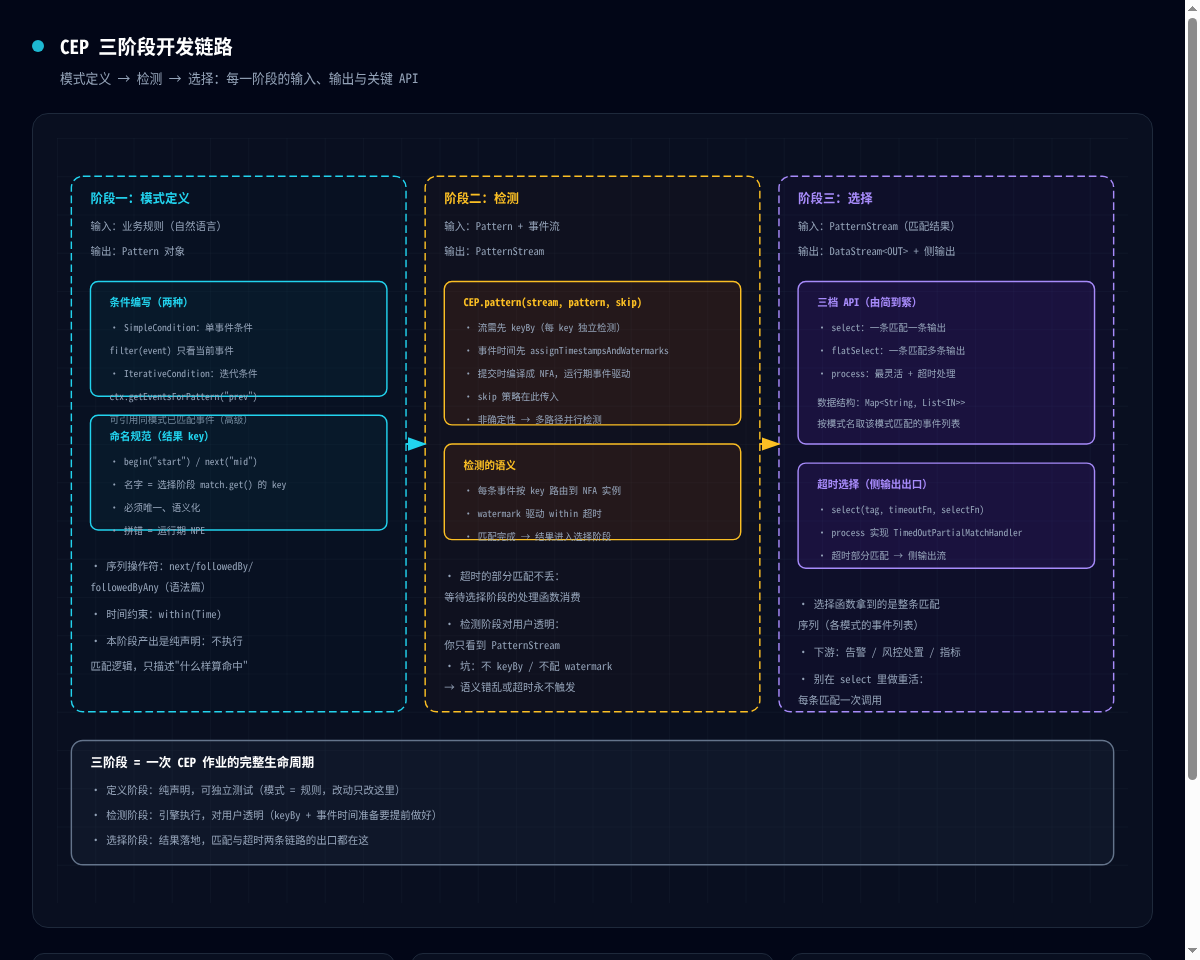 CEP 三阶段开发链路
模式定义 → 检测 → 选择: 每一阶段的输入、输出与关键 API
阶段一: 模式定义
输入: 业务规则（自然语言）
输出: Pattern 对象
条件编写（两种）
• SimpleCondition: 单事件条件
filter(event) 只看当前事件
• IterativeCondition: 迭代条件
ctx.getEventsForPattern("prev")
可引用同模式已匹配事件（高级）
命名规范（结果 key）
• begin("start") / next("mid")
• 名字 = 选择阶段 match.get() 的 key
• 必须唯一、语义化
• 拼错 = 运行期 NPE
• 序列操作符: next/followedBy/
followedByAny（语法篇）
• 时间约束: within(Time)
• 本阶段产出是纯声明: 不执行
匹配逻辑, 只描述"什么样算命中"
阶段二: 检测
输入: Pattern + 事件流
输出: PatternStream
CEP.pattern(stream, pattern, skip)
• 流需先 keyBy（每 key 独立检测）
• 事件时间先 assignTimestampsAndWatermarks
• 提交时编译成 NFA, 运行期事件驱动
• skip 策略在此传入
• 非确定性 → 多路径并行检测
检测的语义
• 每条事件按 key 路由到 NFA 实例
• watermark 驱动 within 超时
• 匹配完成 → 结果进入选择阶段
• 超时的部分匹配不丢:
等待选择阶段的处理函数消费
• 检测阶段对用户透明:
你只看到 PatternStream
• 坑: 不 keyBy / 不配 watermark
→ 语义错乱或超时永不触发
阶段三: 选择
输入: PatternStream（匹配结果）
输出: DataStream<OUT> + 侧输出
三档 API（由简到繁）
• select: 一条匹配一条输出
• flatSelect: 一条匹配多条输出
• process: 最灵活 + 超时处理
数据结构: Map<String, List<IN>>
按模式名取该模式匹配的事件列表
超时选择（侧输出出口）
• select(tag, timeoutFn, selectFn)
• process 实现 TimedOutPartialMatchHandler
• 超时部分匹配 → 侧输出流
• 选择函数拿到的是整条匹配
序列（各模式的事件列表）
• 下游: 告警 / 风控处置 / 指标
• 别在 select 里做重活:
每条匹配一次调用
三阶段 = 一次 CEP 作业的完整生命周期
• 定义阶段: 纯声明, 可独立测试（模式 = 规则, 改动只改这里）
• 检测阶段: 引擎执行, 对用户透明（keyBy + 事件时间准备要提前做好）
• 选择阶段: 结果落地, 匹配与超时两条链路的出口都在这